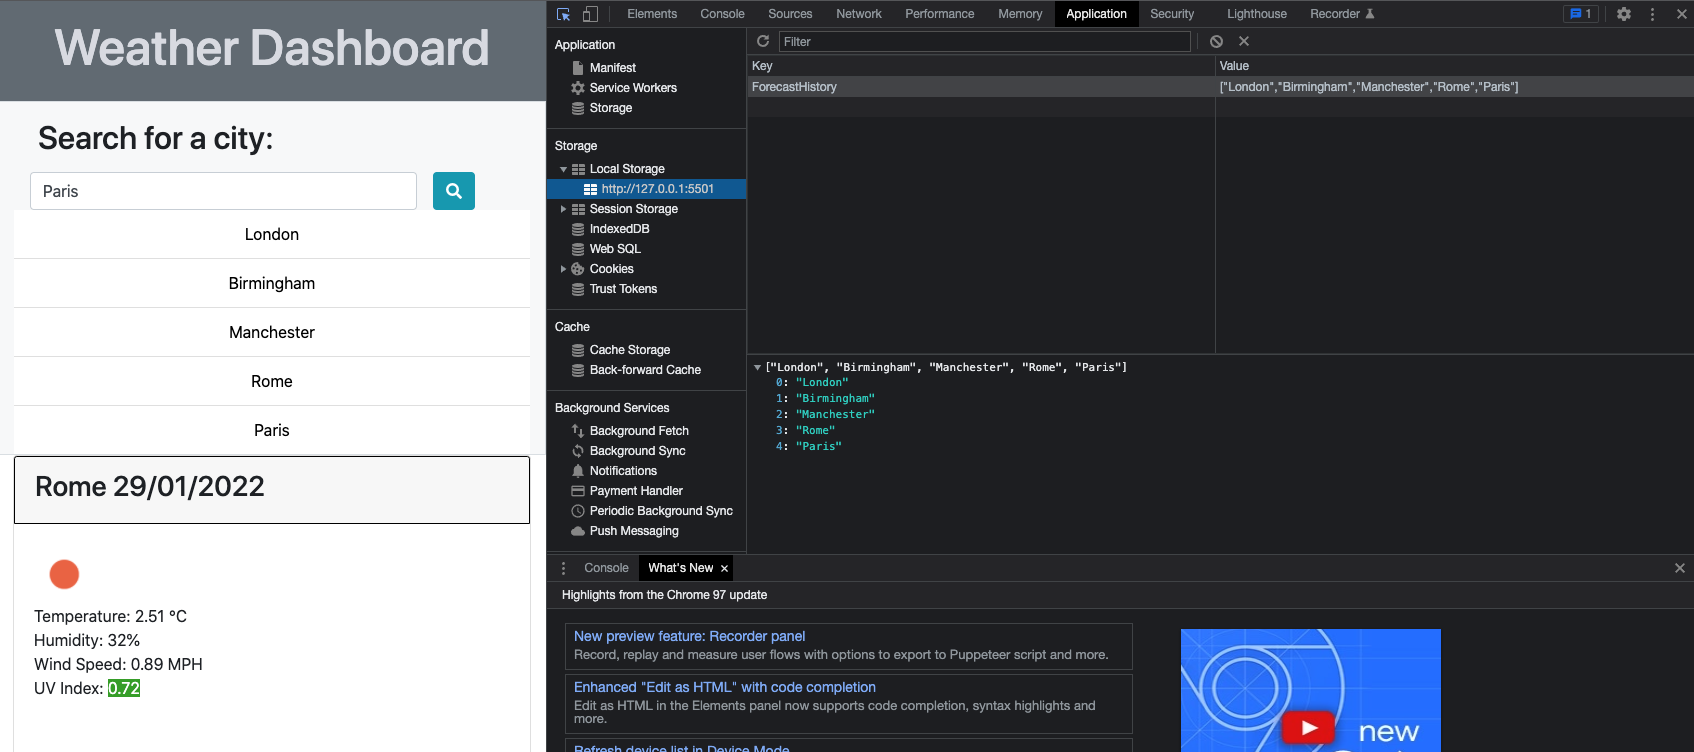 Weather Dashboard
Search for a city:
Paris
London
Birmingham
Manchester
Rome
Paris
Rome 29/01/2022
Temperature: 2.51 °C
Humidity: 32%
Wind Speed: 0.89 MPH
UV Index: 0.72
Elements Console Sources Network Performance Memory Application Security Lighthouse Recorder 1
Application
Manifest
Service Workers
Storage
Storage
Local Storage
http://127.0.0.1:5501
Session Storage
IndexedDB
Web SQL
Cookies
Trust Tokens
Cache
Cache Storage
Back-forward Cache
Background Services
Background Fetch
Background Sync
Notifications
Payment Handler
Periodic Background Sync
Push Messaging
Filter
Key Value
ForecastHistory ["London","Birmingham","Manchester","Rome","Paris"]
["London", "Birmingham", "Manchester", "Rome", "Paris"]
0: "London"
1: "Birmingham"
2: "Manchester"
3: "Rome"
4: "Paris"
Console What's New
Highlights from the Chrome 97 update
New preview feature: Recorder panel
Record, replay and measure user flows with options to export to Puppeteer script and more.
Enhanced "Edit as HTML" with code completion
Edit as HTML in the Elements panel now supports code completion, syntax highlights and
more.
Refresh device list in Device Mode
new